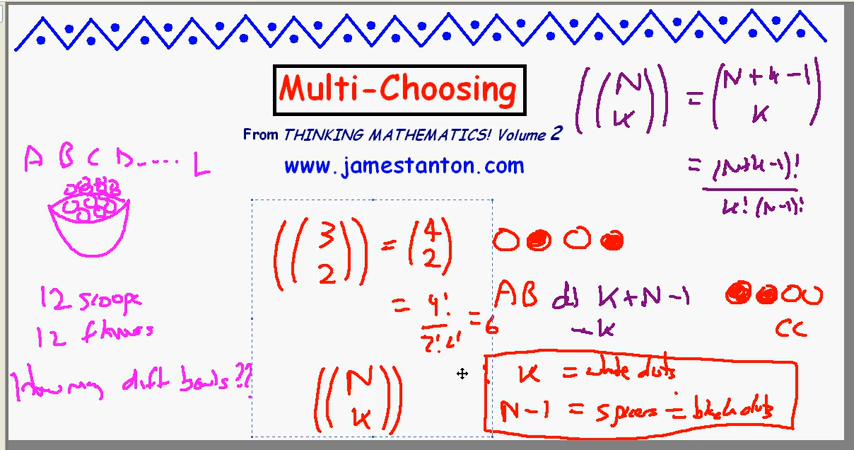 Multi-Choosing
From THINKING MATHEMATICS! Volume 2
www.jamestanton.com
((N K)) = (N+k-1 K)
= (N+k-1)! / k! (N-1)!
A B C D.... L
12 scoops
12 flavors
How many diff bowls??
((3 2)) = (4 2)
= 4! / 2! 2! = 6
((N K))
AB
K+N-1
-K
CC
K = white dots
N-1 = spacers = black dots